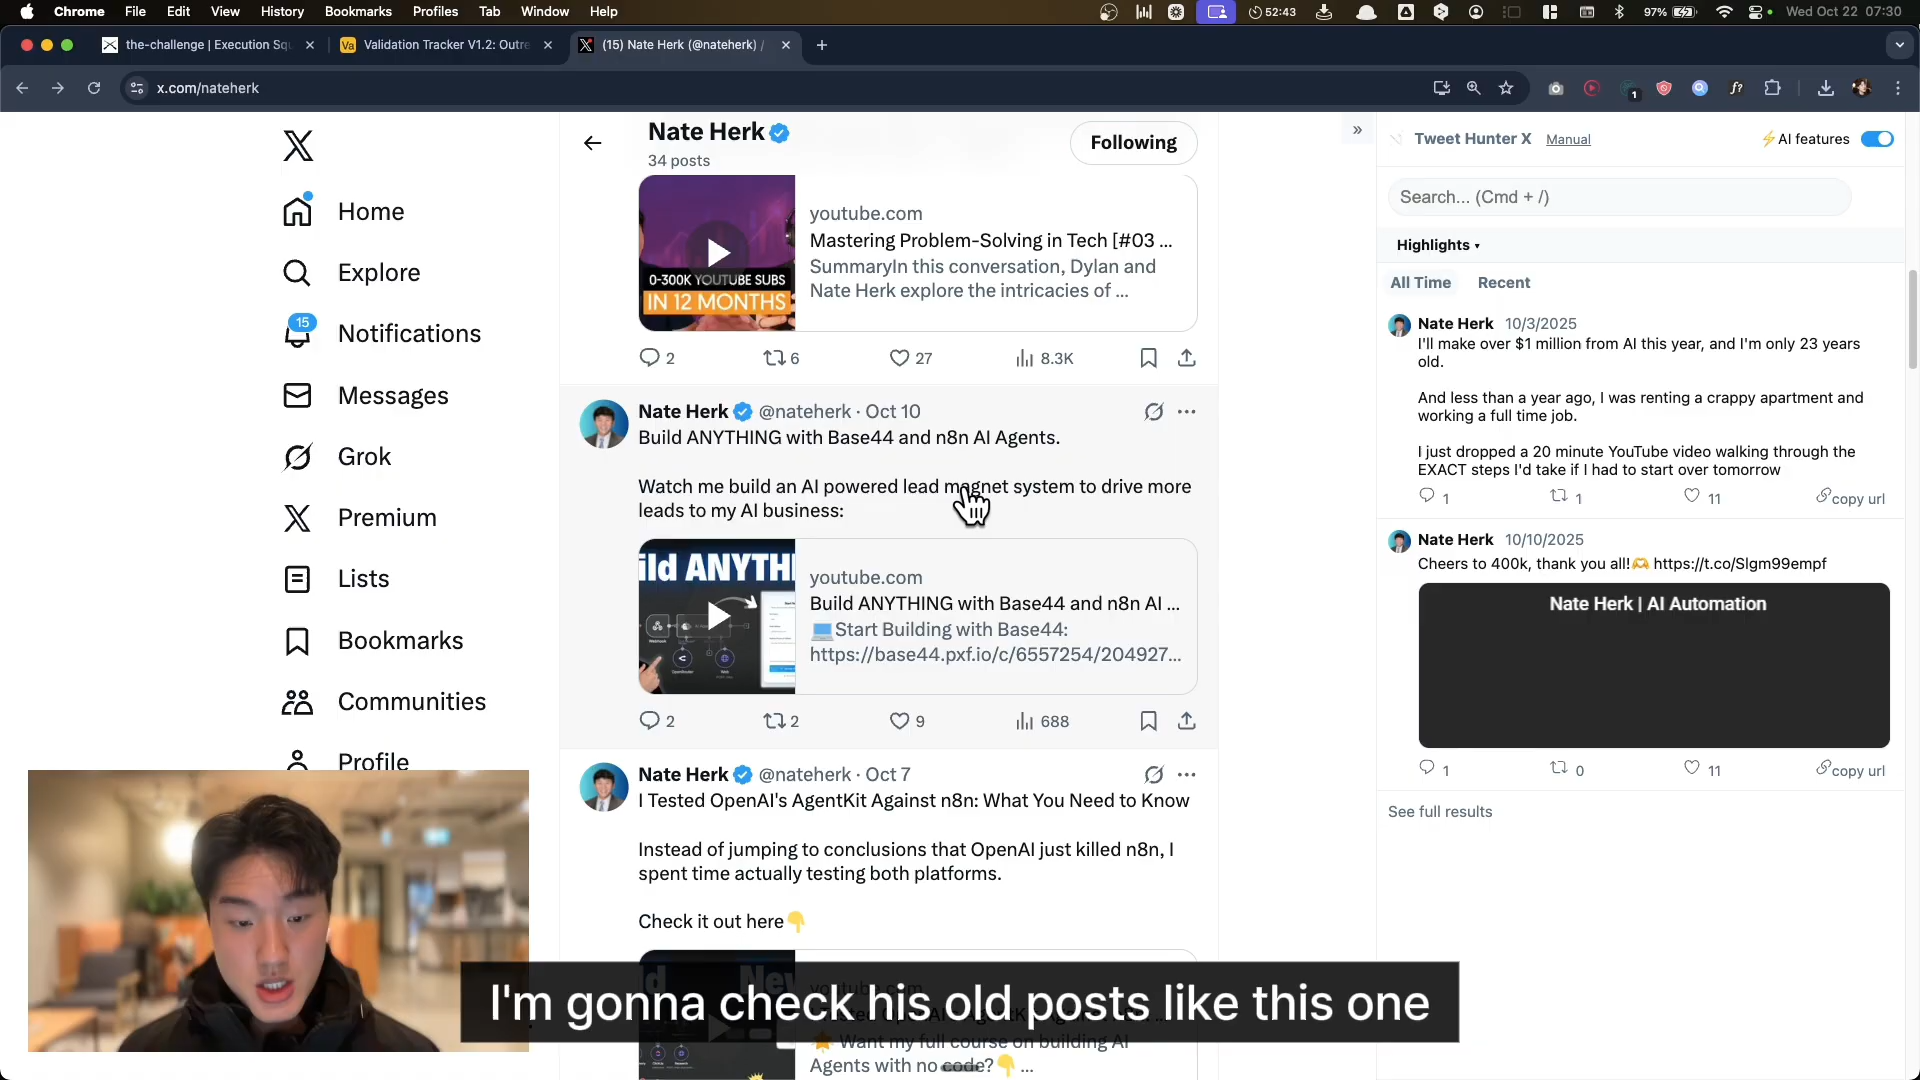 Chrome File Edit View History Bookmarks Profiles Tab Window Help
52:43 97% Wed Oct 22 07:30
the-challenge | Execution Squ
Validation Tracker V1.2: Outre
(15) Nate Herk (@nateherk) /
x.com/nateherk
Home
Explore
15
Notifications
Messages
Grok
Premium
Lists
Bookmarks
Communities
Profile
Nate Herk
34 posts
Following
0-300K YOUTUBE SUBS
IN 12 MONTHS
youtube.com
Mastering Problem-Solving in Tech [#03 ...
SummaryIn this conversation, Dylan and
Nate Herk explore the intricacies of ...
2 6 27 8.3K
Nate Herk @nateherk · Oct 10
Build ANYTHING with Base44 and n8n AI Agents.
Watch me build an AI powered lead magnet system to drive more
leads to my AI business:
ild ANYTHI
youtube.com
Build ANYTHING with Base44 and n8n AI ...
💻Start Building with Base44:
https://base44.pxf.io/c/6557254/204927...
2 2 9 688
Nate Herk @nateherk · Oct 7
I Tested OpenAI's AgentKit Against n8n: What You Need to Know
Instead of jumping to conclusions that OpenAI just killed n8n, I
spent time actually testing both platforms.
Check it out here👇
🌟 Want my full course on building AI
Agents with no code?👇 ...
Tweet Hunter X Manual
⚡AI features
Search... (Cmd + /)
Highlights ▾
All Time Recent
Nate Herk 10/3/2025
I'll make over $1 million from AI this year, and I'm only 23 years
old.
And less than a year ago, I was renting a crappy apartment and
working a full time job.
I just dropped a 20 minute YouTube video walking through the
EXACT steps I'd take if I had to start over tomorrow
1 1 11 copy url
Nate Herk 10/10/2025
Cheers to 400k, thank you all!🫶 https://t.co/Slgm99empf
Nate Herk | AI Automation
1 0 11 copy url
See full results
I'm gonna check his old posts like this one